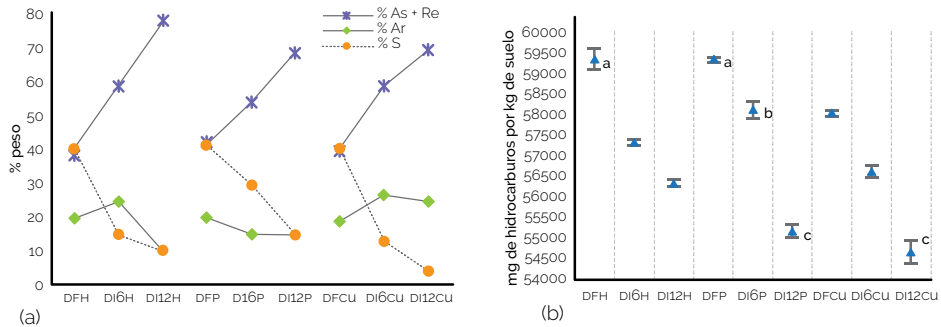 (a)
% peso
80
70
60
50
40
30
20
10
0
% As + Re
% Ar
% S
DFH DI6H DI12H DFP D16P DI12P DFCu DI6Cu DI12Cu
(b)
mg de hidrocarburos por kg de suelo
60000
59000
58500
57500
57000
56500
56000
55500
55000
54500
54000
a
a
b
c
c
DFH DI6H DI12H DFP DI6P DI12P DFCu DI6Cu DI12Cu